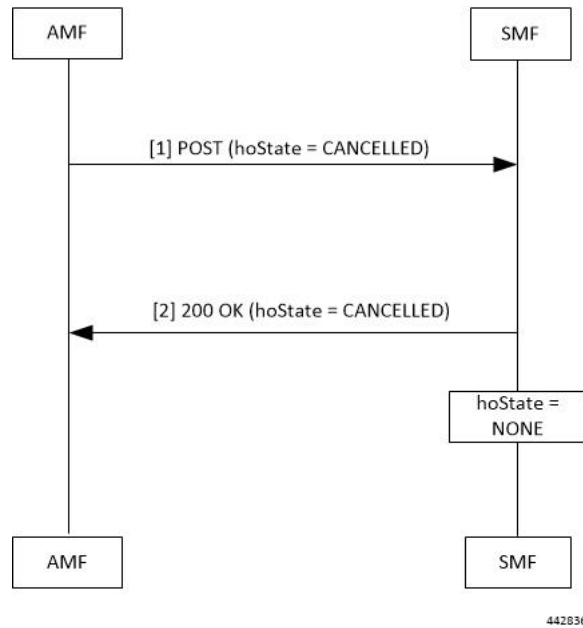 AMF
SMF
[1] POST (hoState = CANCELLED)
[2] 200 OK (hoState = CANCELLED)
hoState =
NONE
AMF
SMF